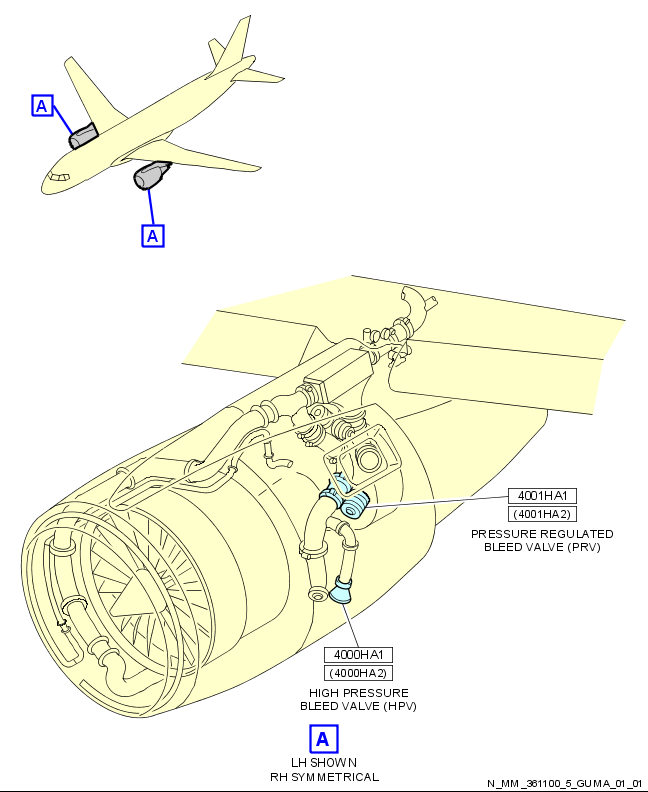 A
A
4001HA1
(4001HA2)
PRESSURE REGULATED
BLEED VALVE (PRV)
4000HA1
(4000HA2)
HIGH PRESSURE
BLEED VALVE (HPV)
A
LH SHOWN
RH SYMMETRICAL
N_MM_361100_5_GUMA_01_01